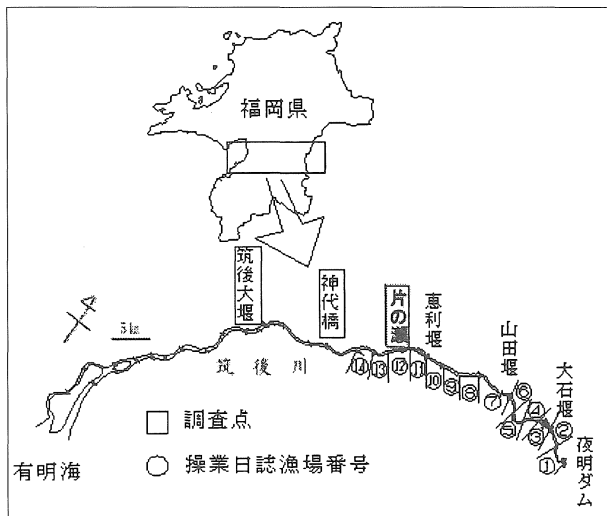 福岡県
筑後大堰
神代橋
片の瀬
恵利堰
山田堰
大石堰
夜明ダム
4
5km
筑後川
⑭ ⑬ ⑫ ⑪ ⑩ ⑨ ⑧ ⑦ ⑥ ⑤ ④ ③ ② ①
有明海
調査点
操業日誌漁場番号